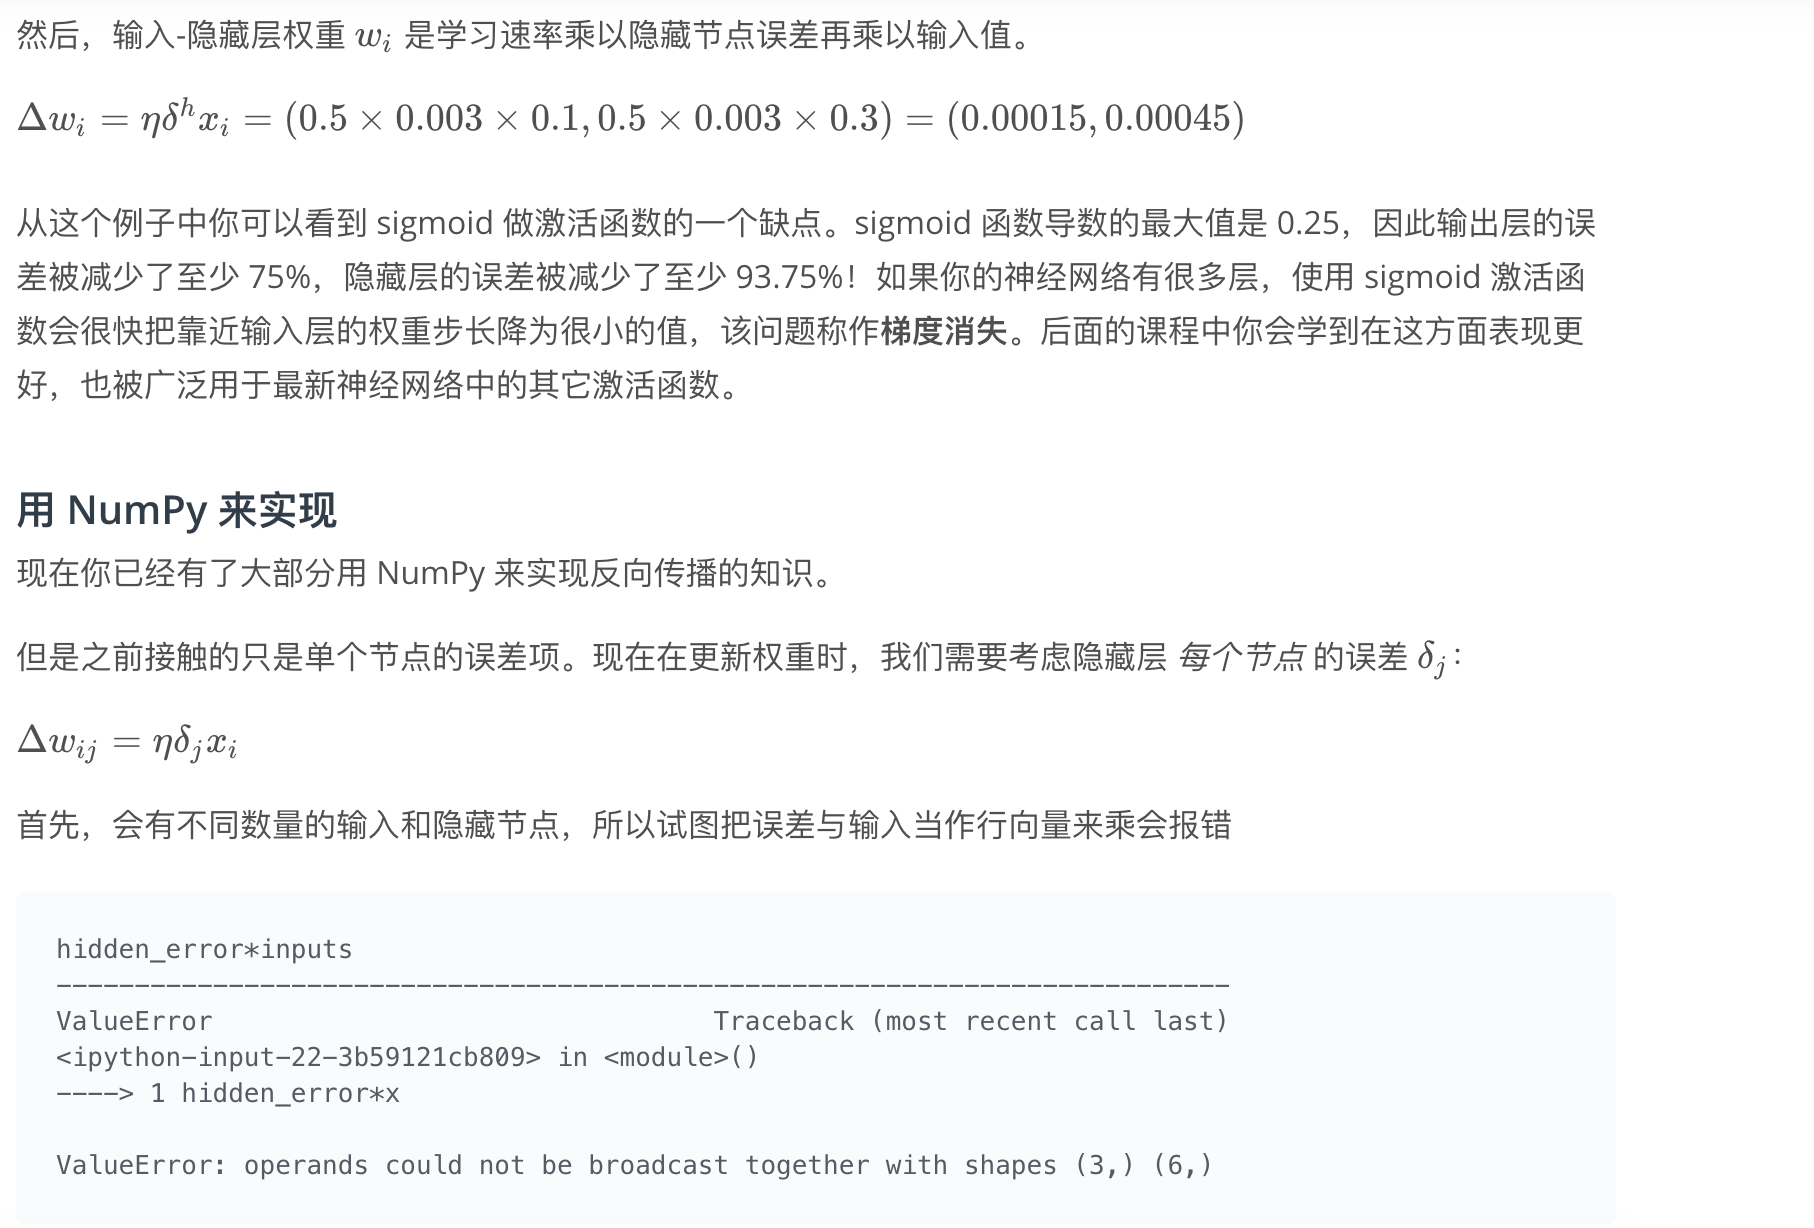 然后，输入-隐藏层权重 w_i 是学习速率乘以隐藏节点误差再乘以输入值。
Δw_i = ηδ^h x_i = (0.5 × 0.003 × 0.1, 0.5 × 0.003 × 0.3) = (0.00015, 0.00045)
从这个例子中你可以看到 sigmoid 做激活函数的一个缺点。sigmoid 函数导数的最大值是 0.25，因此输出层的误
差被减少了至少 75%，隐藏层的误差被减少了至少 93.75%！如果你的神经网络有很多层，使用 sigmoid 激活函
数会很快把靠近输入层的权重步长降为很小的值，该问题称作梯度消失。后面的课程中你会学到在这方面表现更
好，也被广泛用于最新神经网络中的其它激活函数。
用 NumPy 来实现
现在你已经有了大部分用 NumPy 来实现反向传播的知识。
但是之前接触的只是单个节点的误差项。现在在更新权重时，我们需要考虑隐藏层 每个节点 的误差 δ_j：
Δw_ij = ηδ_j x_i
首先，会有不同数量的输入和隐藏节点，所以试图把误差与输入当作行向量来乘会报错
hidden_error*inputs
---------------------------------------------------------------------------
ValueError                                Traceback (most recent call last)
<ipython-input-22-3b59121cb809> in <module>()
----> 1 hidden_error*x
ValueError: operands could not be broadcast together with shapes (3,) (6,)